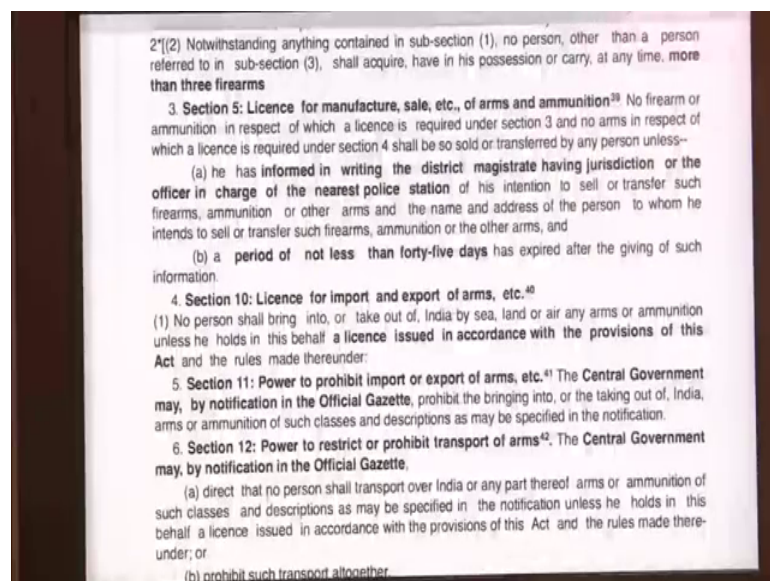 2*[(2) Notwithstanding anything contained in sub-section (1), no person, other than a person
referred to in sub-section (3), shall acquire, have in his possession or carry, at any time, more
than three firearms
3. Section 5: Licence for manufacture, sale, etc., of arms and ammunition³⁹ No firearm or
ammunition in respect of which a licence is required under section 3 and no arms in respect of
which a licence is required under section 4 shall be so sold or transferred by any person unless--
(a) he has informed in writing the district magistrate having jurisdiction or the
officer in charge of the nearest police station of his intention to sell or transfer such
firearms, ammunition or other arms and the name and address of the person to whom he
intends to sell or transfer such firearms, ammunition or the other arms, and
(b) a period of not less than forty-five days has expired after the giving of such
information.
4. Section 10: Licence for import and export of arms, etc.⁴⁰
(1) No person shall bring into, or take out of, India by sea, land or air any arms or ammunition
unless he holds in this behalf a licence issued in accordance with the provisions of this
Act and the rules made thereunder:
5. Section 11: Power to prohibit import or export of arms, etc.⁴¹ The Central Government
may, by notification in the Official Gazette, prohibit the bringing into, or the taking out of, India,
arms or ammunition of such classes and descriptions as may be specified in the notification.
6. Section 12: Power to restrict or prohibit transport of arms⁴². The Central Government
may, by notification in the Official Gazette,
(a) direct that no person shall transport over India or any part thereof arms or ammunition of
such classes and descriptions as may be specified in the notification unless he holds in this
behalf a licence issued in accordance with the provisions of this Act and the rules made there-
under; or
(b) prohibit such transport altogether.